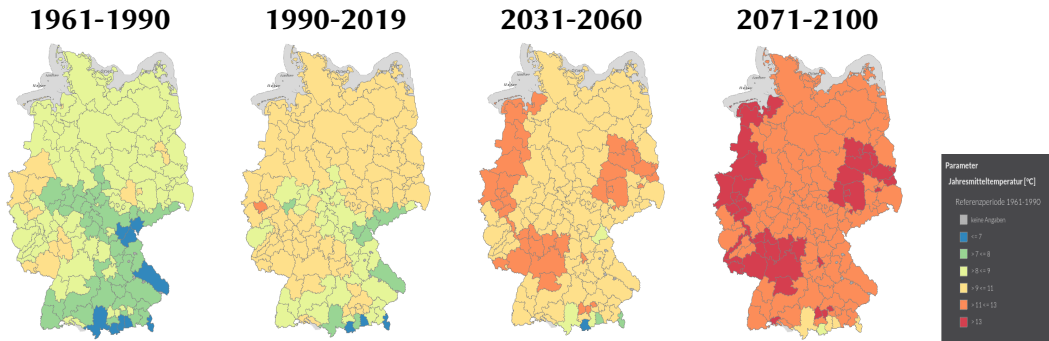 1961-1990
1990-2019
2031-2060
2071-2100
Parameter
Jahresmitteltemperatur [°C]
Referenzperiode 1961-1990
keine Angaben
<= 7
> 7 <= 8
> 8 <= 9
> 9 <= 11
> 11 <= 13
> 13